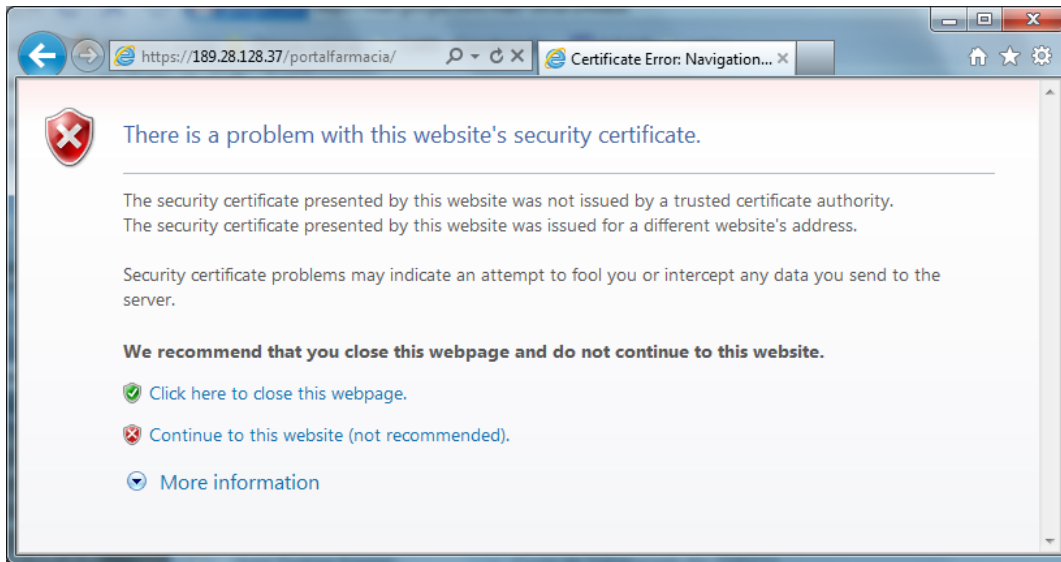 https://189.28.128.37/portalfarmacia/
Certificate Error: Navigation...
There is a problem with this website's security certificate.
The security certificate presented by this website was not issued by a trusted certificate authority.
The security certificate presented by this website was issued for a different website's address.
Security certificate problems may indicate an attempt to fool you or intercept any data you send to the
server.
We recommend that you close this webpage and do not continue to this website.
Click here to close this webpage.
Continue to this website (not recommended).
More information